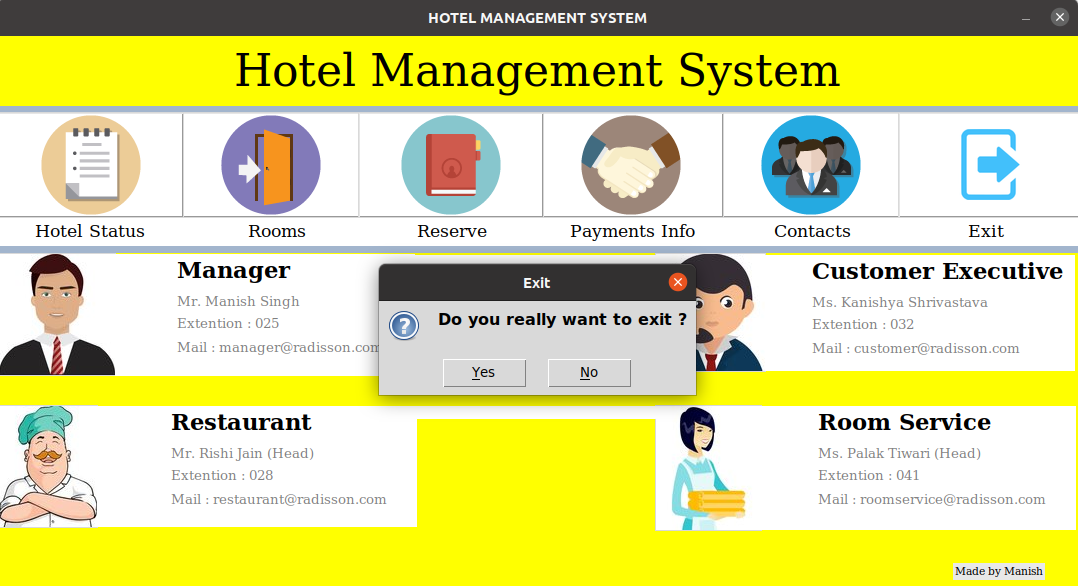 HOTEL MANAGEMENT SYSTEM
Hotel Management System
Hotel Status
Rooms
Reserve
Payments Info
Contacts
Exit
Manager
Mr. Manish Singh
Extention : 025
Mail : manager@radisson.com
Exit
Do you really want to exit ?
Yes
No
Customer Executive
Ms. Kanishya Shrivastava
Extention : 032
Mail : customer@radisson.com
Restaurant
Mr. Rishi Jain (Head)
Extention : 028
Mail : restaurant@radisson.com
Room Service
Ms. Palak Tiwari (Head)
Extention : 041
Mail : roomservice@radisson.com
Made by Manish